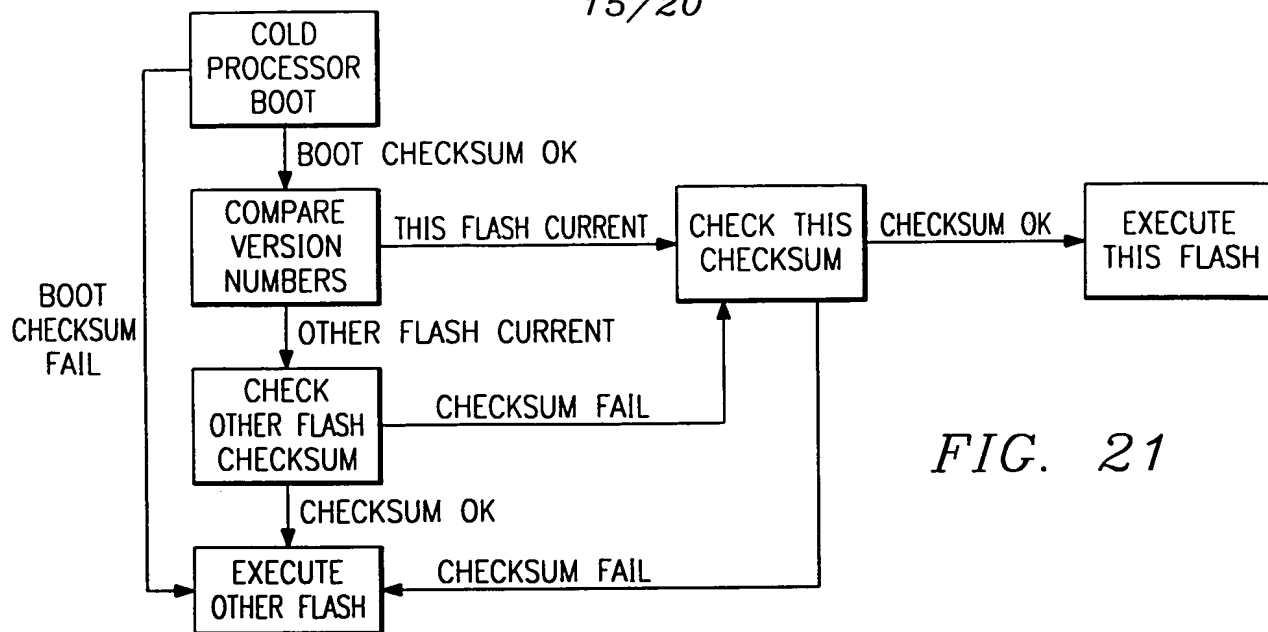 15/20
COLD
PROCESSOR
BOOT
BOOT CHECKSUM OK
COMPARE
VERSION
NUMBERS
THIS FLASH CURRENT
CHECK THIS
CHECKSUM
CHECKSUM OK
EXECUTE
THIS FLASH
BOOT
CHECKSUM
FAIL
OTHER FLASH CURRENT
CHECK
OTHER FLASH
CHECKSUM
CHECKSUM FAIL
CHECKSUM OK
EXECUTE
OTHER FLASH
CHECKSUM FAIL
FIG. 21